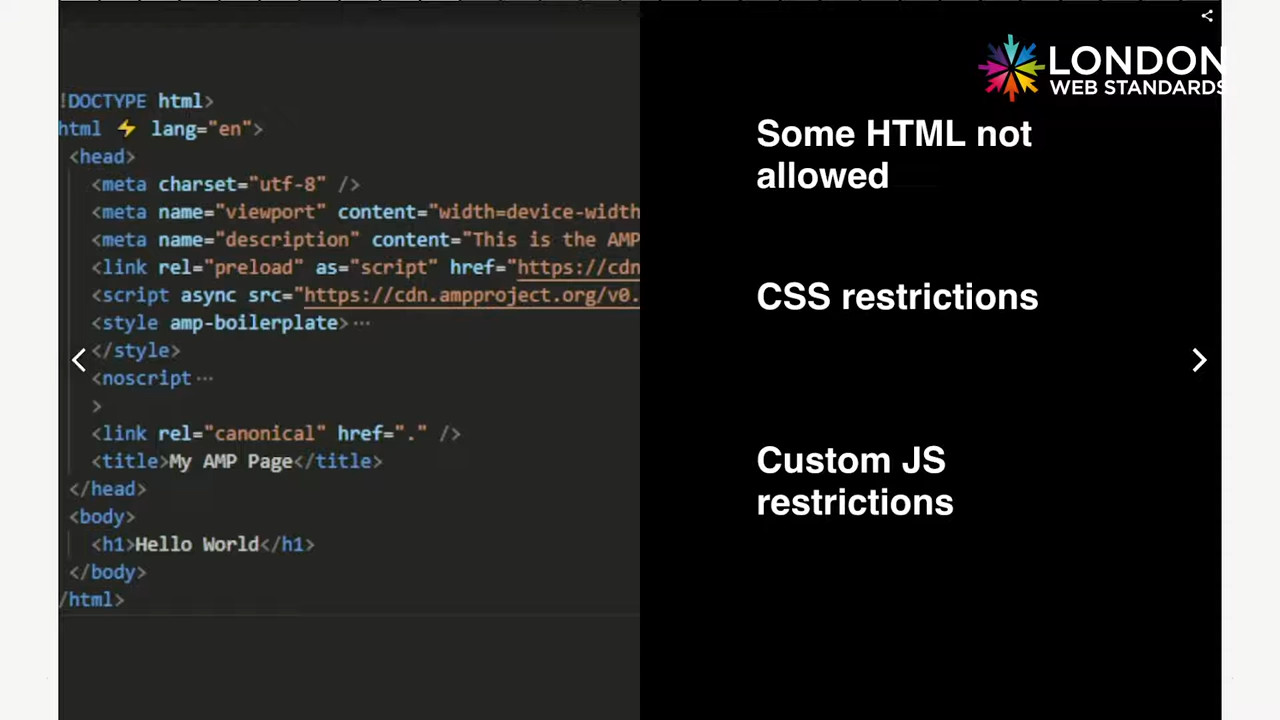 !DOCTYPE html>
html ⚡ lang="en">
<head>
<meta charset="utf-8" />
<meta name="viewport" content="width=device-width
<meta name="description" content="This is the AMP
<link rel="preload" as="script" href="https://cdn
<script async src="https://cdn.ampproject.org/v0.
<style amp-boilerplate>...
</style>
<noscript...
>
<link rel="canonical" href="." />
<title>My AMP Page</title>
</head>
<body>
<h1>Hello World</h1>
</body>
/html>
LONDON
WEB STANDARDS
Some HTML not
allowed
CSS restrictions
Custom JS
restrictions